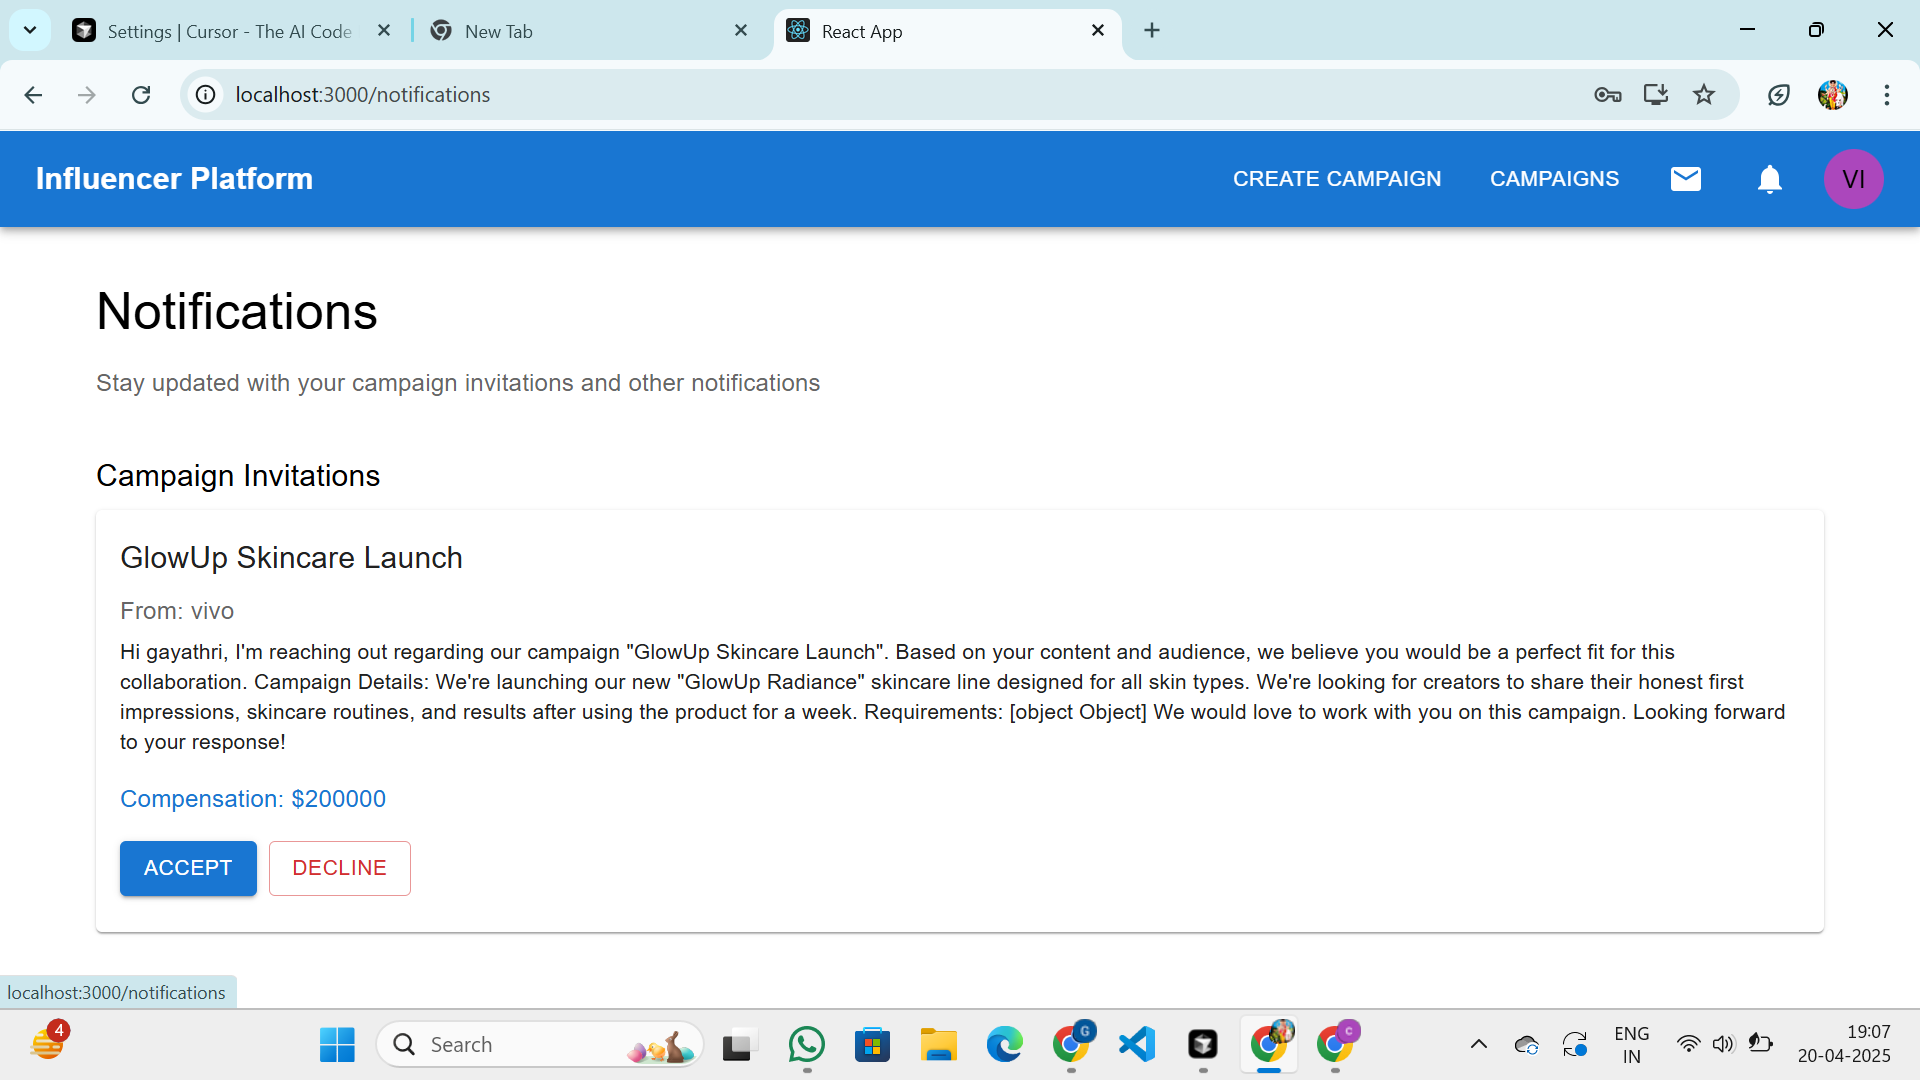 Settings | Cursor - The AI Code
New Tab
React App
localhost:3000/notifications
Influencer Platform
CREATE CAMPAIGN
CAMPAIGNS
VI
Notifications
Stay updated with your campaign invitations and other notifications
Campaign Invitations
GlowUp Skincare Launch
From: vivo
Hi gayathri, I'm reaching out regarding our campaign "GlowUp Skincare Launch". Based on your content and audience, we believe you would be a perfect fit for this
collaboration. Campaign Details: We're launching our new "GlowUp Radiance" skincare line designed for all skin types. We're looking for creators to share their honest first
impressions, skincare routines, and results after using the product for a week. Requirements: [object Object] We would love to work with you on this campaign. Looking forward
to your response!
Compensation: $200000
ACCEPT
DECLINE
localhost:3000/notifications
4
Search
G
C
ENG
IN
19:07
20-04-2025